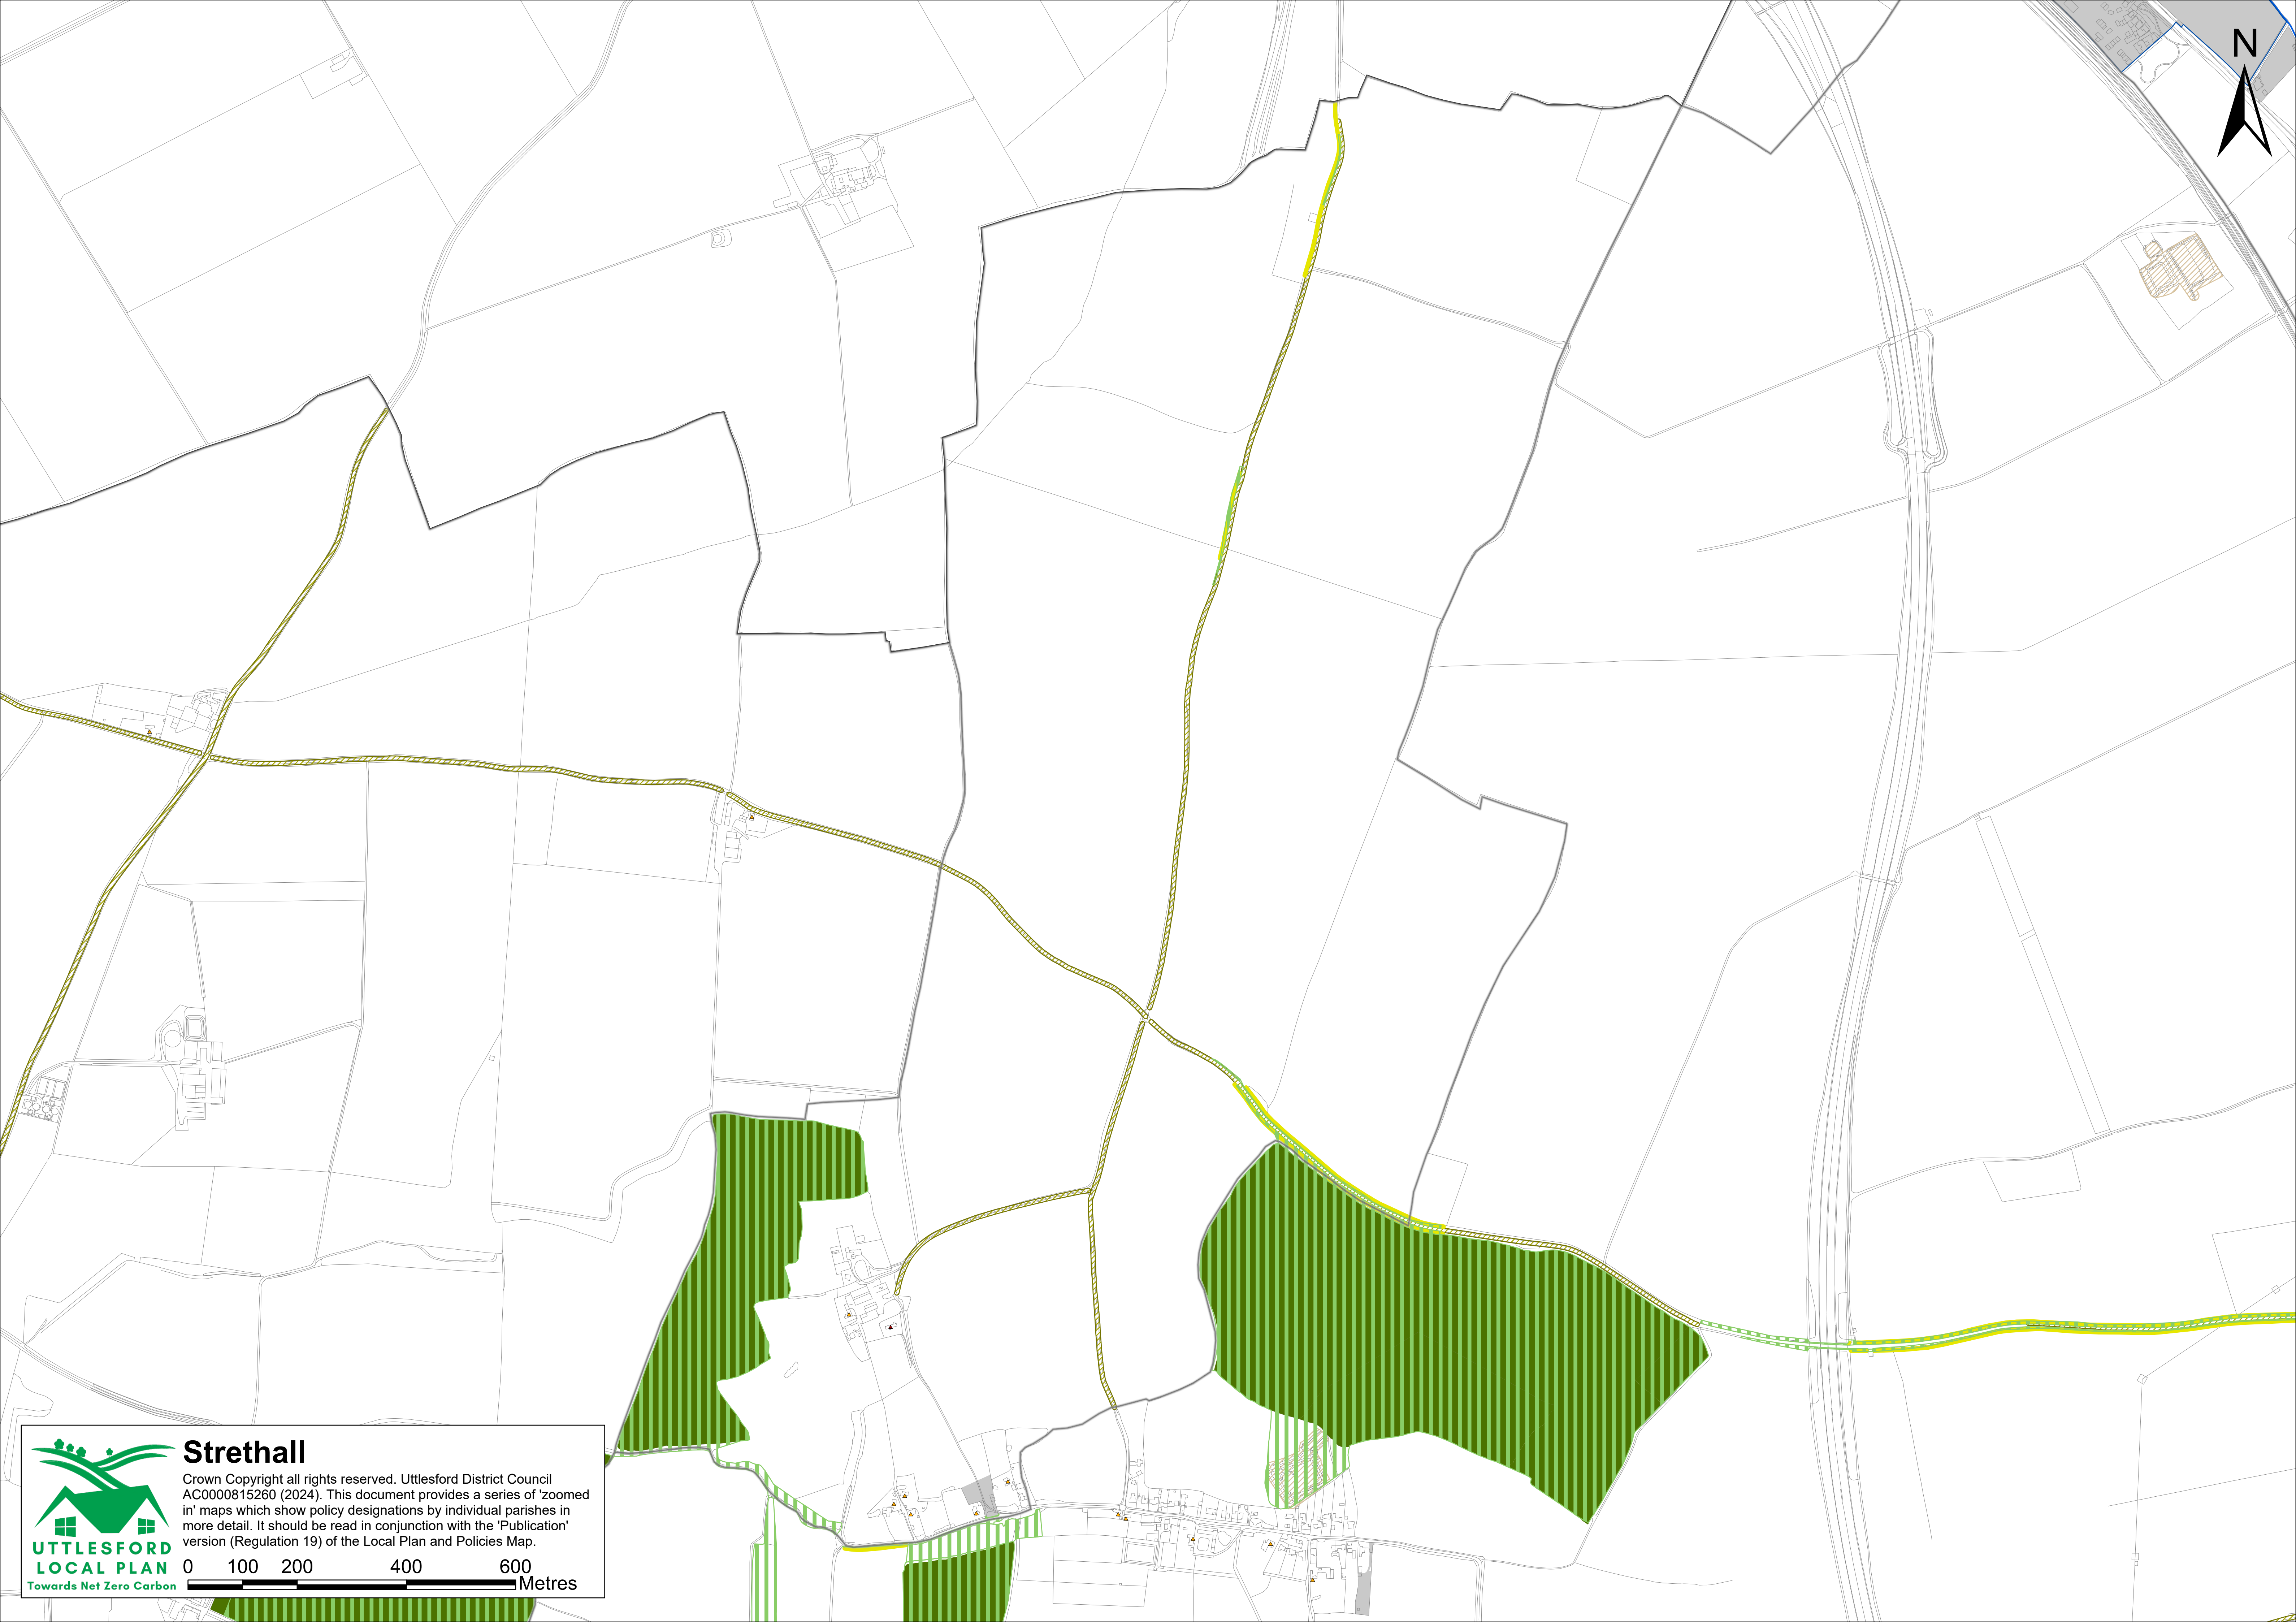 N
Strethall
Crown Copyright all rights reserved. Uttlesford District Council
AC0000815260 (2024). This document provides a series of 'zoomed
in' maps which show policy designations by individual parishes in
more detail. It should be read in conjunction with the 'Publication'
version (Regulation 19) of the Local Plan and Policies Map.
UTTLESFORD
LOCAL PLAN
Towards Net Zero Carbon
0 100 200 400 600
Metres